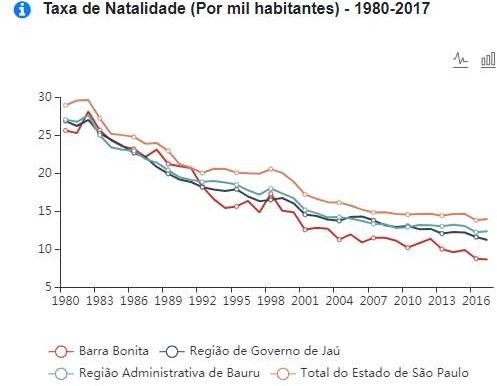 Taxa de Natalidade (Por mil habitantes) - 1980-2017
30
25
20
15
10
5
1980 1983 1986 1989 1992 1995 1998 2001 2004 2007 2010 2013 2016
Barra Bonita Região de Governo de Jaú
Região Administrativa de Bauru Total do Estado de São Paulo